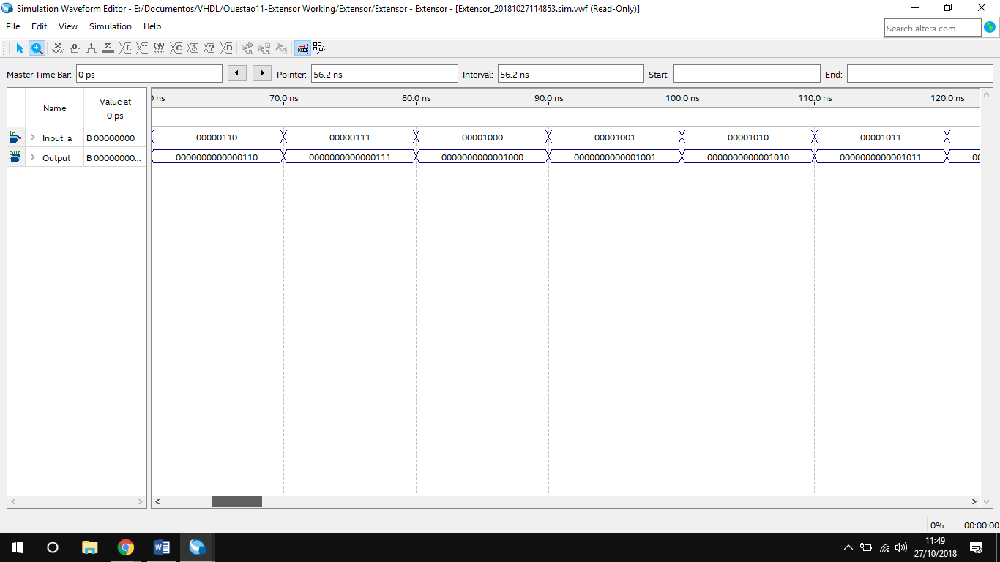 Simulation Waveform Editor - E:/Documentos/VHDL/Questao11-Extensor Working/Extensor/Extensor - Extensor - [Extensor_20181027114853.sim.vwf (Read-Only)]
File Edit View Simulation Help
Search altera.com
Master Time Bar: 0 ps Pointer: 56.2 ns Interval: 56.2 ns Start: End:
Name Value at 0 ps
0 ns 70.0 ns 80.0 ns 90.0 ns 100.0 ns 110.0 ns 120.0 ns
in Input_a B 00000000 00000110 00000111 00001000 00001001 00001010 00001011
out Output B 00000000... 0000000000000110 0000000000000111 0000000000001000 0000000000001001 0000000000001010 0000000000001011 00
0% 00:00:00
11:49
27/10/2018